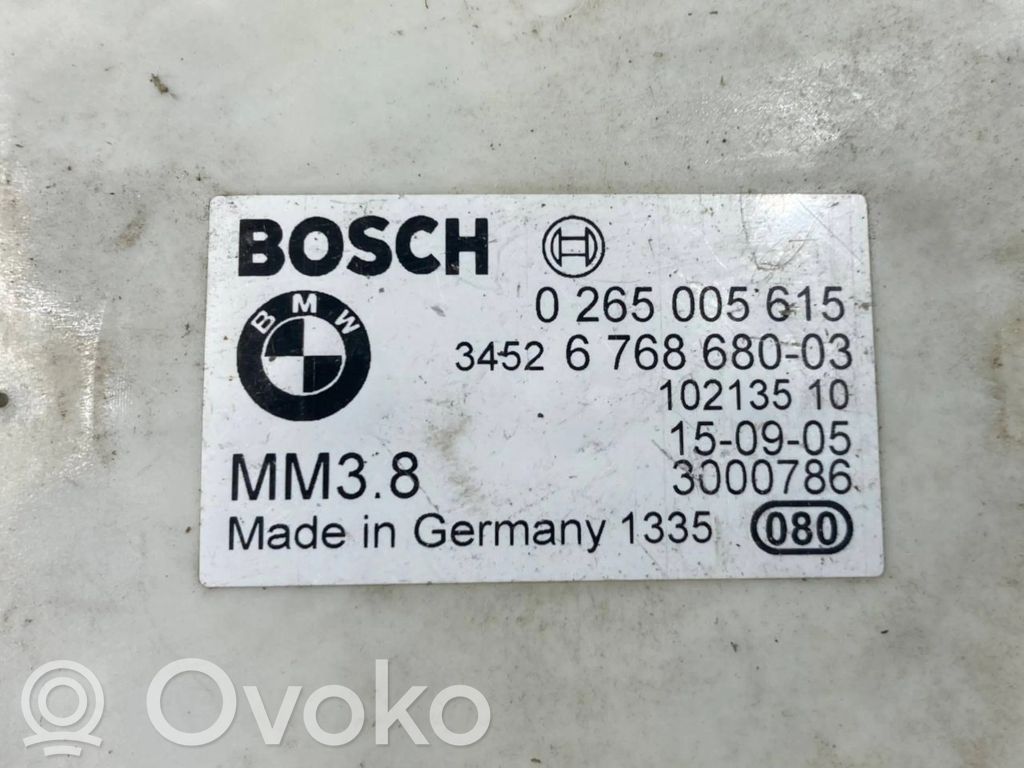 BOSCH
0 265 005 615
BMW
3452 6 768 680-03
102135 10
15-09-05
MM3.8
3000786
Made in Germany 1335 080
Ovoko